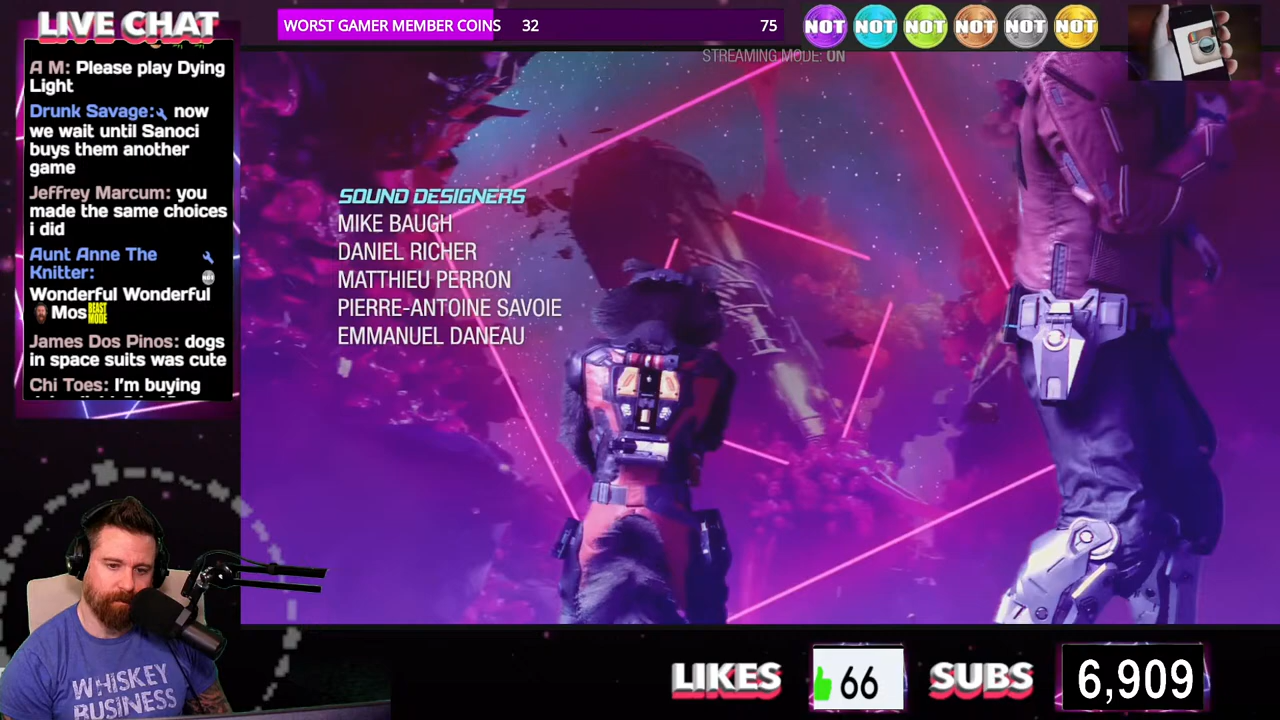 LIVE CHAT
A M: Please play Dying
Light
Drunk Savage: now
we wait until Sanoci
buys them another
game
Jeffrey Marcum: you
made the same choices
i did
Aunt Anne The
Knitter:
NOT
Wonderful Wonderful
Mos BEAST
MODE
James Dos Pinos: dogs
in space suits was cute
Chi Toes: I'm buying
WORST GAMER MEMBER COINS 32 75
NOT NOT NOT NOT NOT NOT
STREAMING MODE: ON
SOUND DESIGNERS
MIKE BAUGH
DANIEL RICHER
MATTHIEU PERRON
PIERRE-ANTOINE SAVOIE
EMMANUEL DANEAU
WHISKEY
BUSINESS
LIKES 66 SUBS 6,909